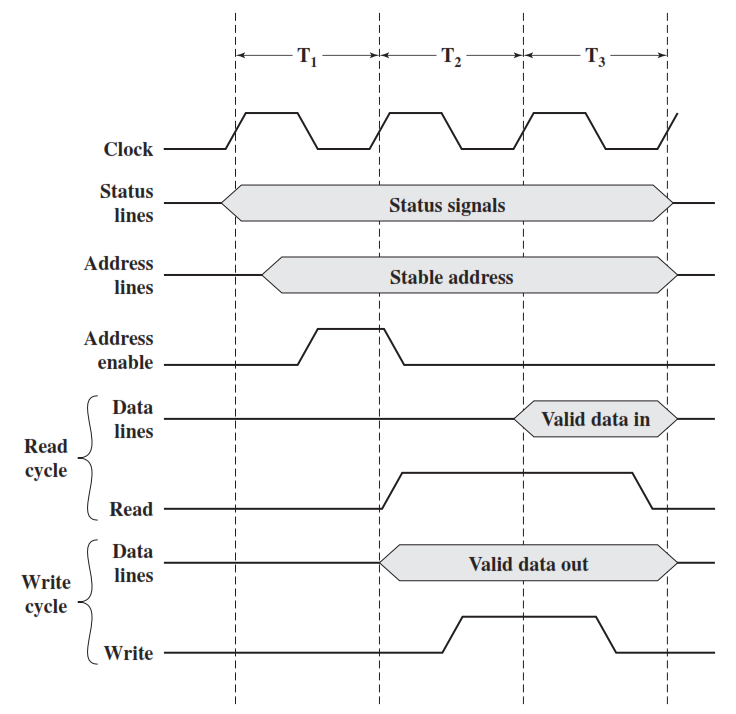 T₁ T₂ T₃
Clock
Status
lines
Status signals
Address
lines
Stable address
Address
enable
Read
cycle
Data
lines
Valid data in
Read
Write
cycle
Data
lines
Valid data out
Write